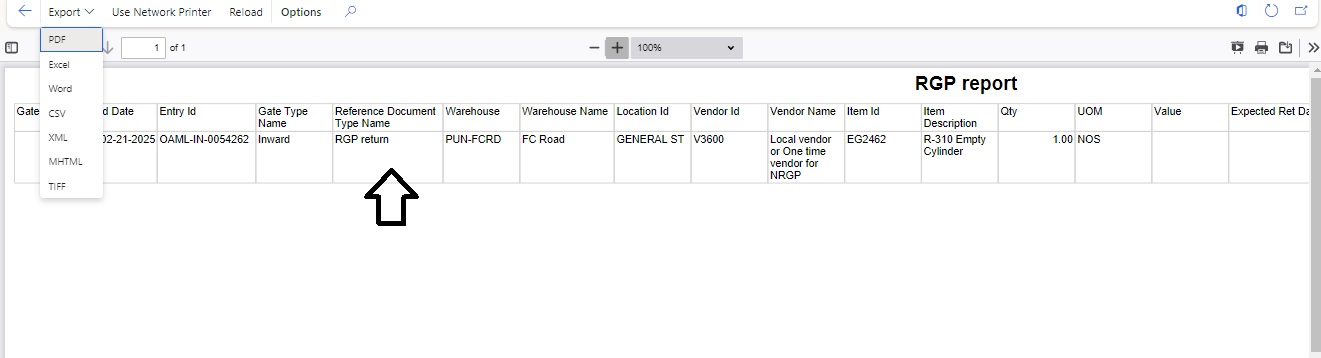 Export Use Network Printer Reload Options
PDF
Excel
Word
CSV
XML
MHTML
TIFF
1 of 1
100%
RGP report
Gate d Date Entry Id Gate Type Name Reference Document Type Name Warehouse Warehouse Name Location Id Vendor Id Vendor Name Item Id Item Description Qty UOM Value Expected Ret Da
02-21-2025 OAML-IN-0054262 Inward RGP return PUN-FCRD FC Road GENERAL ST V3600 Local vendor or One time vendor for NRGP EG2462 R-310 Empty Cylinder 1.00 NOS